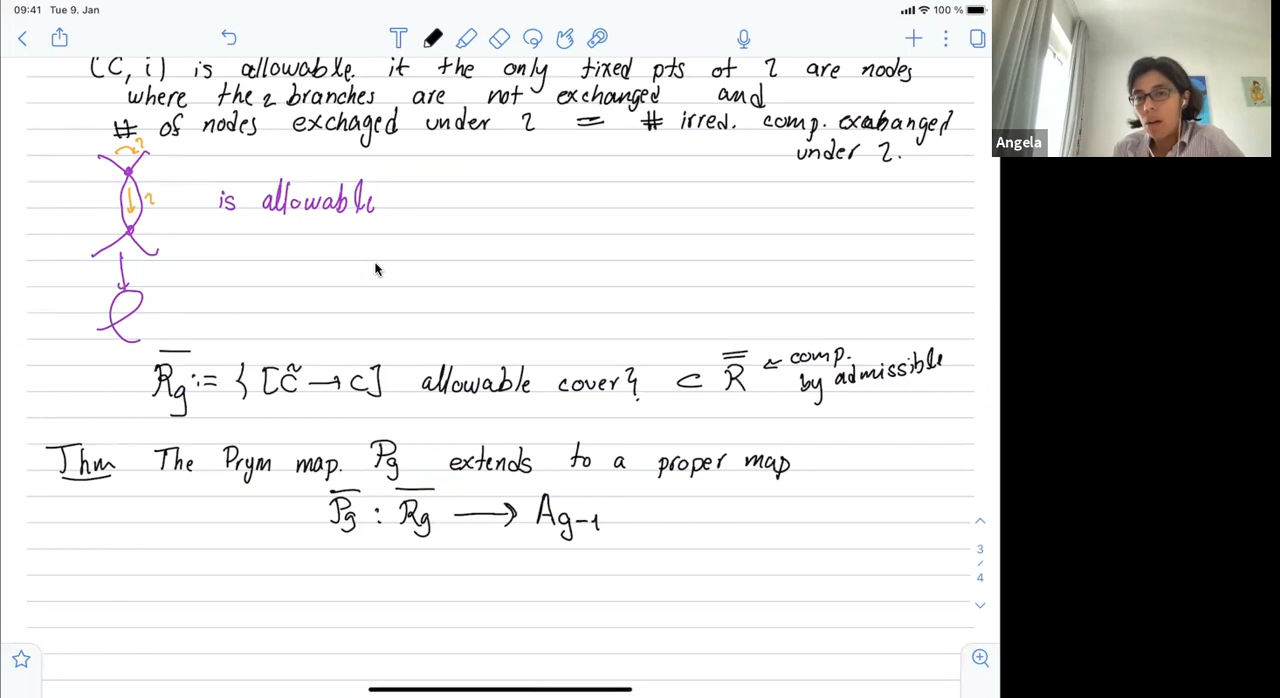 09:41 Tue 9. Jan
100 %
(C, i) is allowable if the only fixed pts of ι are nodes
where the 2 branches are not exchanged and
# of nodes exchaged under ι = # irred. comp. exchanged
under ι.
ι
ι
is allowable
R̅g := { [C̃ → C] allowable cover } ⊂ R̿ ← comp.
by admissible
Thm The Prym map. Pg extends to a proper map
P̅g : R̅g → Ag-1
3
/
4
Angela